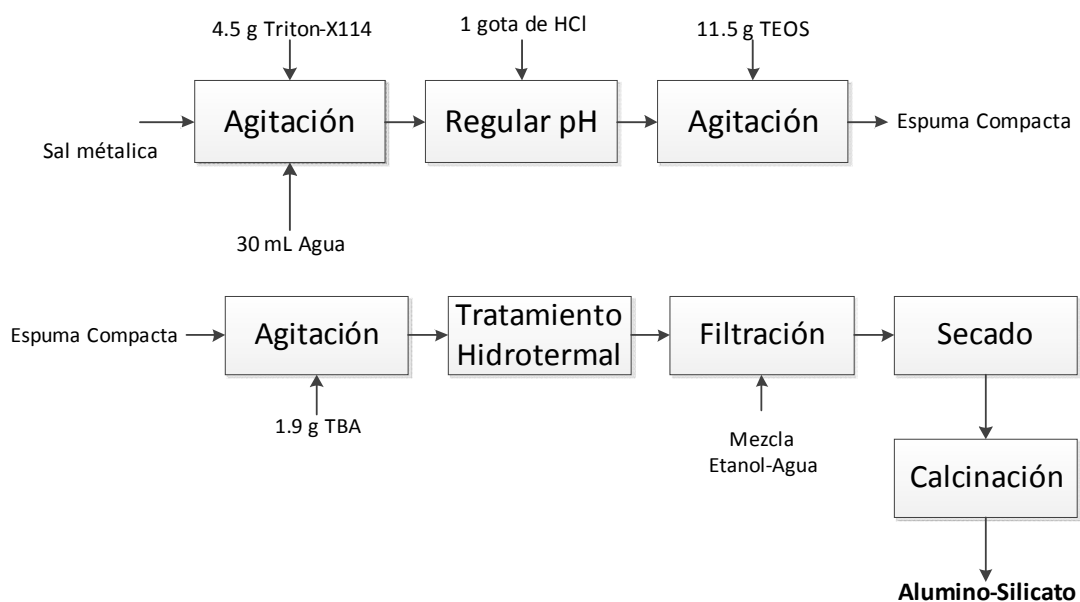 4.5 g Triton-X114
1 gota de HCl
11.5 g TEOS
Agitación
Regular pH
Agitación
Espuma Compacta
Sal métalica
30 mL Agua
Espuma Compacta
Agitación
Tratamiento
Hidrotermal
Filtración
Secado
1.9 g TBA
Mezcla
Etanol-Agua
Calcinación
Alumino-Silicato